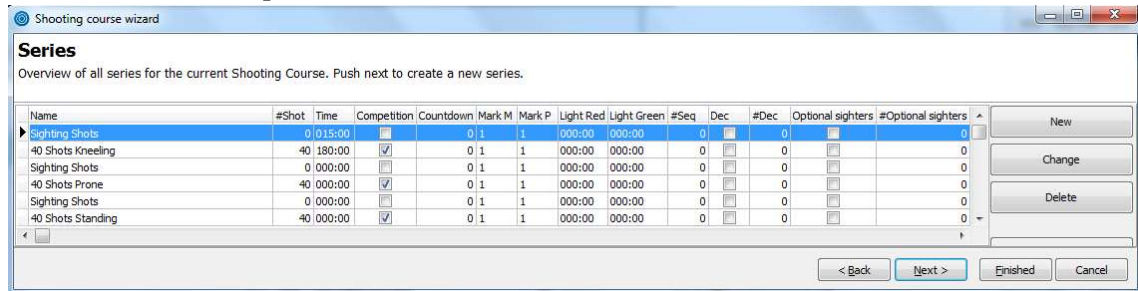 Shooting course wizard
Series
Overview of all series for the current Shooting Course. Push next to create a new series.
Name #Shot Time Competition Countdown Mark M Mark P Light Red Light Green #Seq Dec #Dec Optional sighters #Optional sighters
Sighting Shots 0 015:00 0 1 1 000:00 000:00 0 0 0
40 Shots Kneeling 40 180:00 0 1 1 000:00 000:00 0 0 0
Sighting Shots 0 000:00 0 1 1 000:00 000:00 0 0 0
40 Shots Prone 40 000:00 0 1 1 000:00 000:00 0 0 0
Sighting Shots 0 000:00 0 1 1 000:00 000:00 0 0 0
40 Shots Standing 40 000:00 0 1 1 000:00 000:00 0 0 0
New
Change
Delete
< Back Next > Finished Cancel